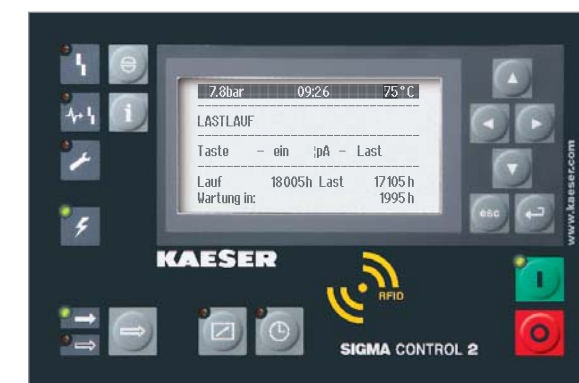 7.8bar 09:26 75°C
LASTLAUF
Taste - ein ¦pA - Last
Lauf 18005h Last 17105h
Wartung in: 1995h
esc
www.kaeser.com
KAESER
RFID
I
O
SIGMA CONTROL 2